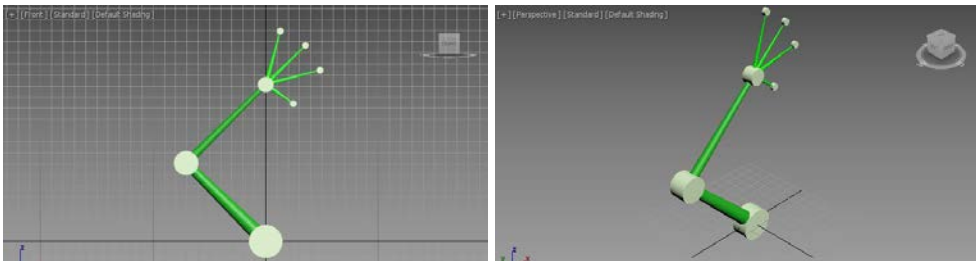 [+] [Front] [Standard] [Default Shading]
[+] [Perspective] [Standard] [Default Shading]
z
z
x